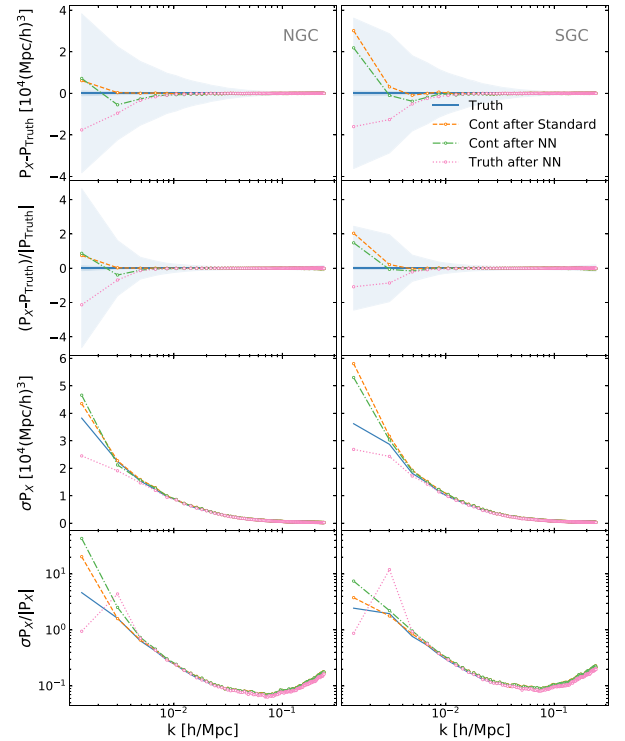 NGC
SGC
P_X-P_Truth [10^4(Mpc/h)^3]
4
2
0
−2
−4
Truth
Cont after Standard
Cont after NN
Truth after NN
(P_X-P_Truth)/|P_Truth|
4
2
0
−2
−4
σP_X [10^4(Mpc/h)^3]
6
5
4
3
2
1
0
σP_X/|P_X|
10^1
10^0
10^−1
10^−2
10^−1
10^−2
10^−1
k [h/Mpc]
k [h/Mpc]